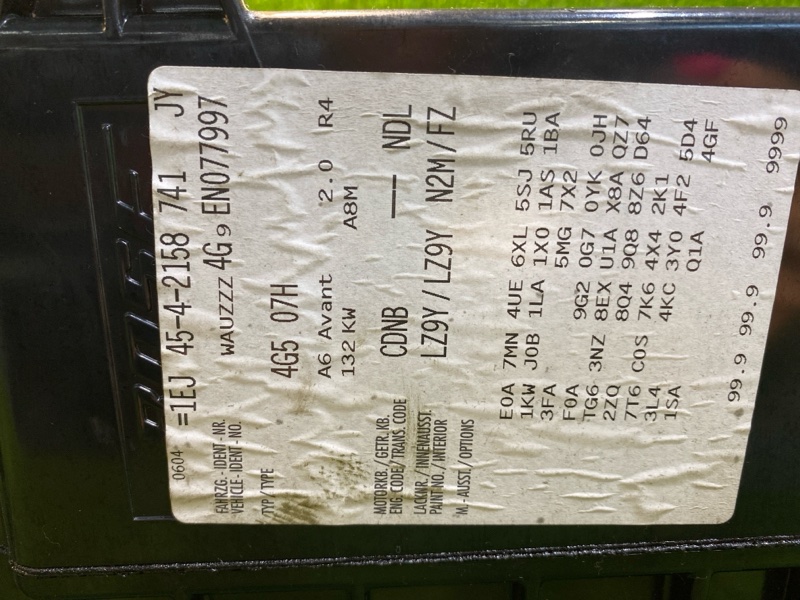 BOSE
=1EJ 45-4-2158 741 JY
0604
FAHRZG.-IDENT-NR.
VEHICLE-IDENT-NO. WAUZZZ 4G9 EN077997
TYP/TYPE 4G5 07H
A6 Avant 2.0 R4
132 KW A8M
MOTORKB./GETR.KB.
ENG.CODE/TRANS.CODE CDNB –– NDL
LACKNR./INNENAUSST.
PAINTNO./INTERIOR LZ9Y/LZ9Y N2M/FZ
M.-AUSST./OPTIONS
E0A 7MN 4UE 6XL 5SJ 5RU
1KW J0B 1LA 1X0 1AS 1BA
3FA 5MG 7X2
F0A 9G2 0G7 0YK 0JH
TG6 3NZ 8EX U1A X8A QZ7
2ZQ 8Q4 9Q8 8Z6 D64
7T6 C0S 7K6 4X4 2K1
3L4 4KC 3Y0 4F2 5D4
1SA Q1A 4GF
99.9 99.9 99.9 9999